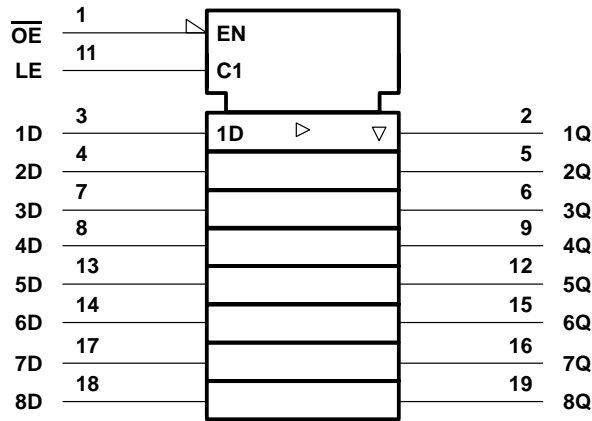 OE 1 EN
LE 11 C1
1D 3 1D 2 1Q
2D 4 5 2Q
3D 7 6 3Q
4D 8 9 4Q
5D 13 12 5Q
6D 14 15 6Q
7D 17 16 7Q
8D 18 19 8Q